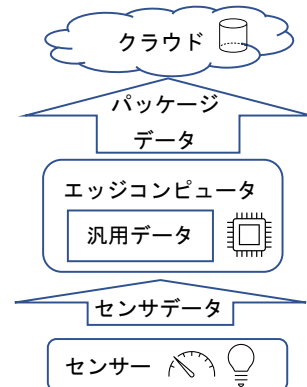 クラウド
パッケージ
データ
エッジコンピュータ
汎用データ
センサデータ
センサー